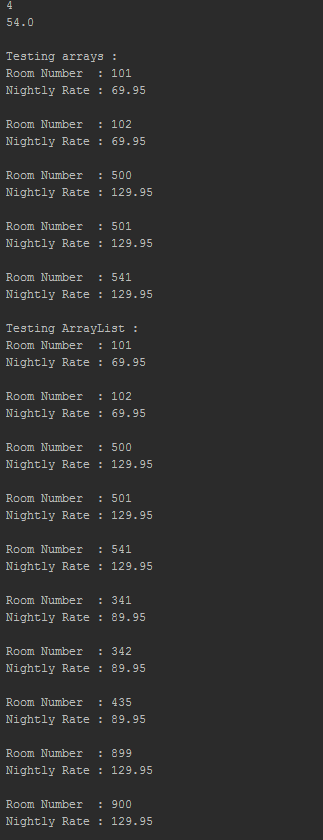 4
54.0
Testing arrays :
Room Number  : 101
Nightly Rate : 69.95
Room Number  : 102
Nightly Rate : 69.95
Room Number  : 500
Nightly Rate : 129.95
Room Number  : 501
Nightly Rate : 129.95
Room Number  : 541
Nightly Rate : 129.95
Testing ArrayList :
Room Number  : 101
Nightly Rate : 69.95
Room Number  : 102
Nightly Rate : 69.95
Room Number  : 500
Nightly Rate : 129.95
Room Number  : 501
Nightly Rate : 129.95
Room Number  : 541
Nightly Rate : 129.95
Room Number  : 341
Nightly Rate : 89.95
Room Number  : 342
Nightly Rate : 89.95
Room Number  : 435
Nightly Rate : 89.95
Room Number  : 899
Nightly Rate : 129.95
Room Number  : 900
Nightly Rate : 129.95